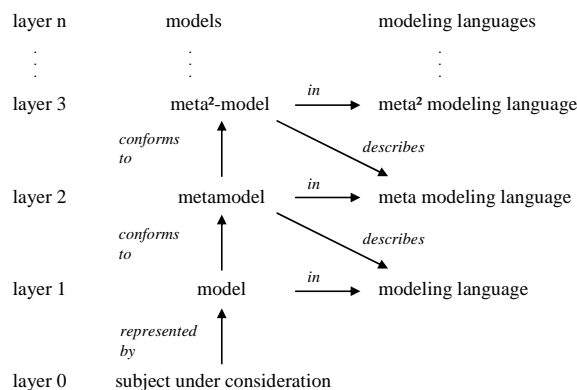 layer n models modeling languages
. . .
. . .
. . .
layer 3 meta²-model in meta² modeling language
conforms
to
describes
layer 2 metamodel in meta modeling language
conforms
to
describes
layer 1 model in modeling language
represented
by
layer 0 subject under consideration